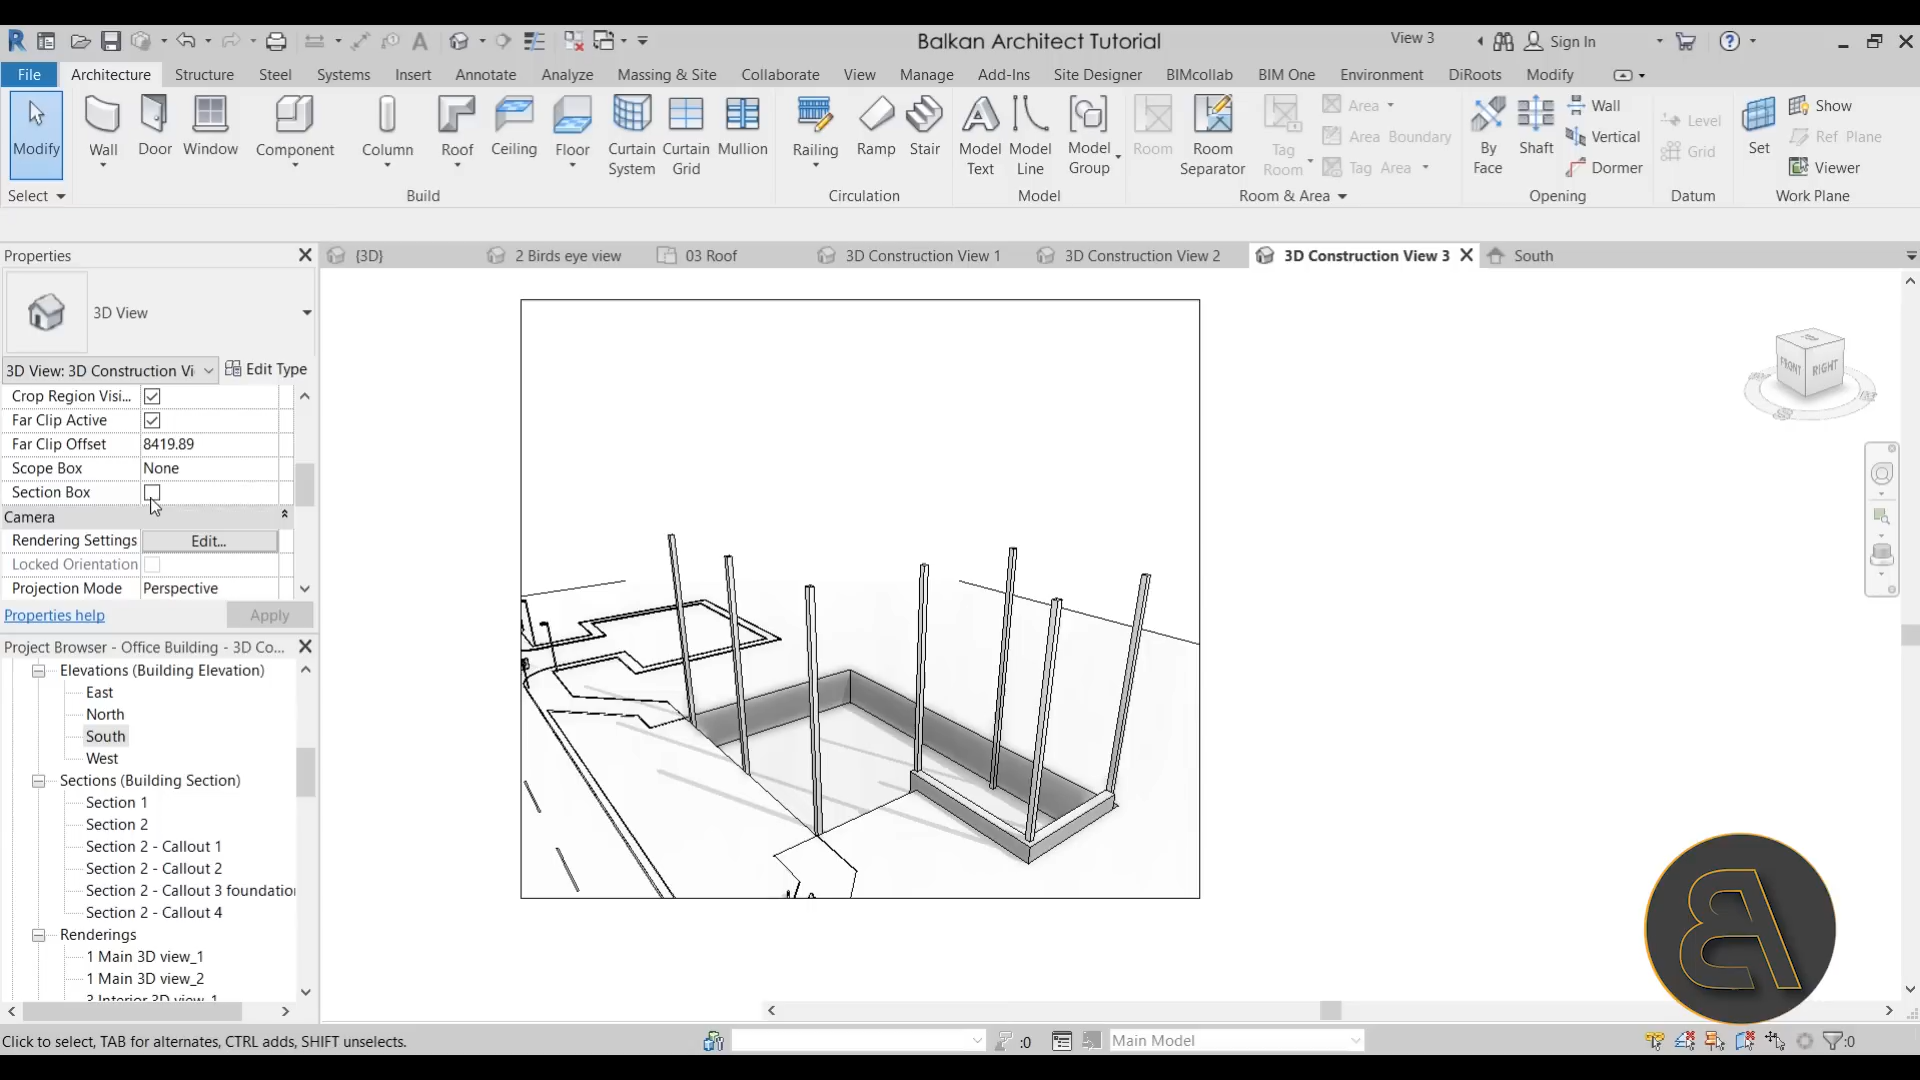 Balkan Architect Tutorial
View 3
Sign In
File Architecture Structure Steel Systems Insert Annotate Analyze Massing & Site Collaborate View Manage Add-Ins Site Designer BIMcollab BIM One Environment DiRoots Modify
Modify
Wall
Door
Window
Component
Column
Roof
Ceiling
Floor
Curtain
System
Curtain
Grid
Mullion
Railing
Ramp
Stair
Model
Text
Model
Line
Model
Group
Room
Room
Separator
Tag
Room
Area
Area Boundary
Tag Area
By
Face
Shaft
Wall
Vertical
Dormer
Level
Grid
Set
Show
Ref Plane
Viewer
Select
Build
Circulation
Model
Room & Area
Opening
Datum
Work Plane
Properties
{3D}
2 Birds eye view
03 Roof
3D Construction View 1
3D Construction View 2
3D Construction View 3
South
3D View
3D View: 3D Construction Vi
Edit Type
Crop Region Visi...
Far Clip Active
Far Clip Offset 8419.89
Scope Box None
Section Box
Camera
Rendering Settings Edit...
Locked Orientation
Projection Mode Perspective
Properties help
Apply
TOP
FRONT
RIGHT
Project Browser - Office Building - 3D Co...
Elevations (Building Elevation)
East
North
South
West
Sections (Building Section)
Section 1
Section 2
Section 2 - Callout 1
Section 2 - Callout 2
Section 2 - Callout 3 foundatio
Section 2 - Callout 4
Renderings
1 Main 3D view_1
1 Main 3D view_2
3 Interior 3D view_1
Click to select, TAB for alternates, CTRL adds, SHIFT unselects.
:0
Main Model
:0